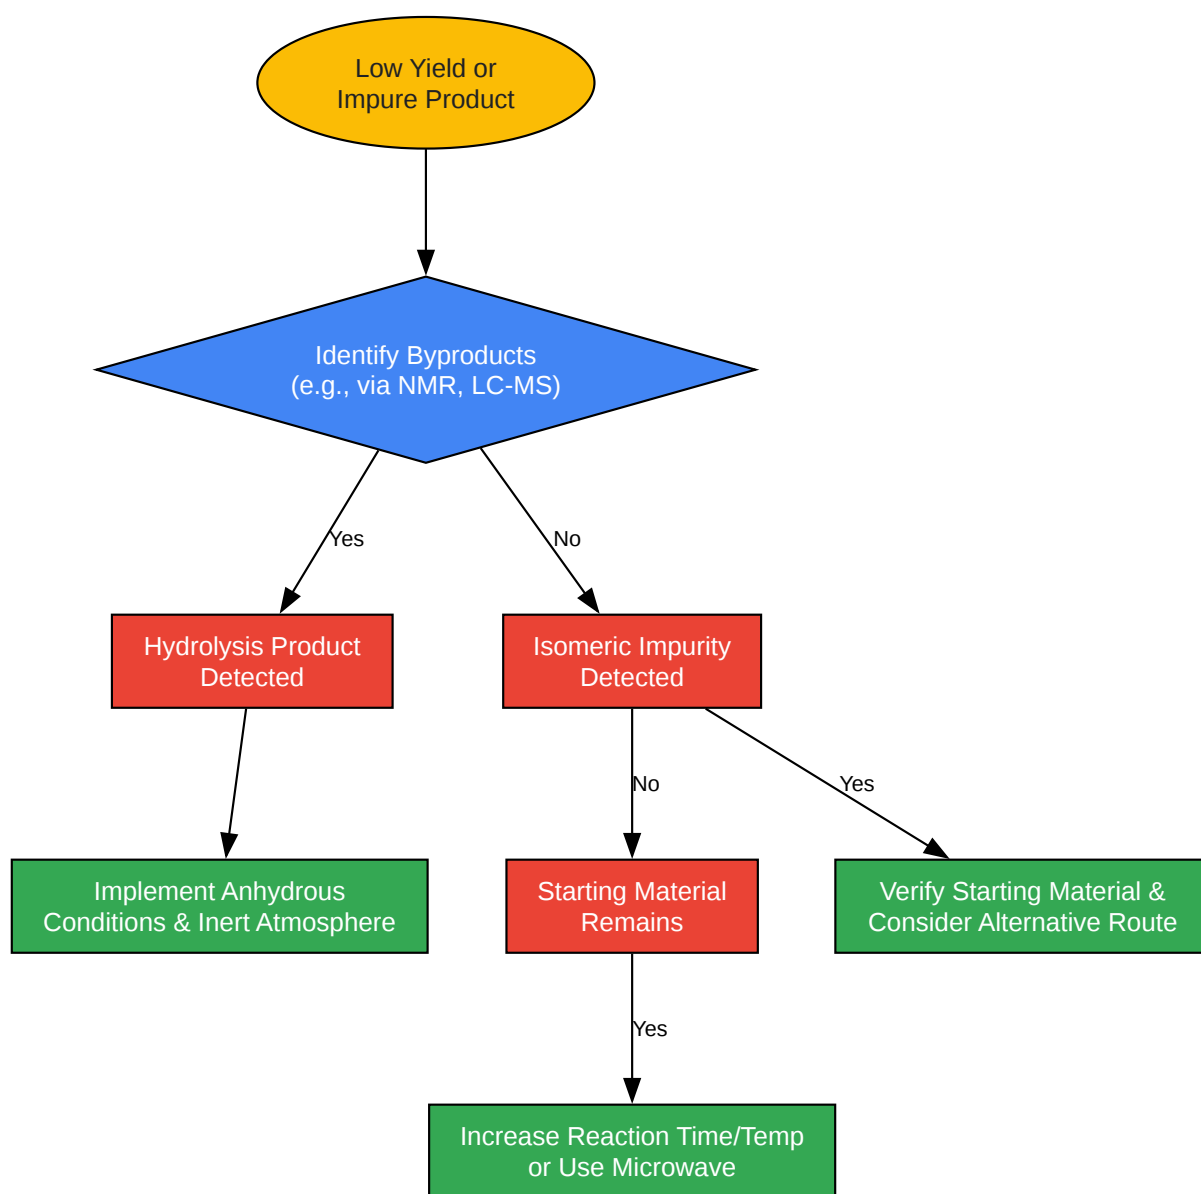 Low Yield or
Impure Product
Identify Byproducts
(e.g., via NMR, LC-MS)
Yes
No
Hydrolysis Product
Detected
Isomeric Impurity
Detected
No
Yes
Implement Anhydrous
Conditions & Inert Atmosphere
Starting Material
Remains
Verify Starting Material &
Consider Alternative Route
Yes
Increase Reaction Time/Temp
or Use Microwave